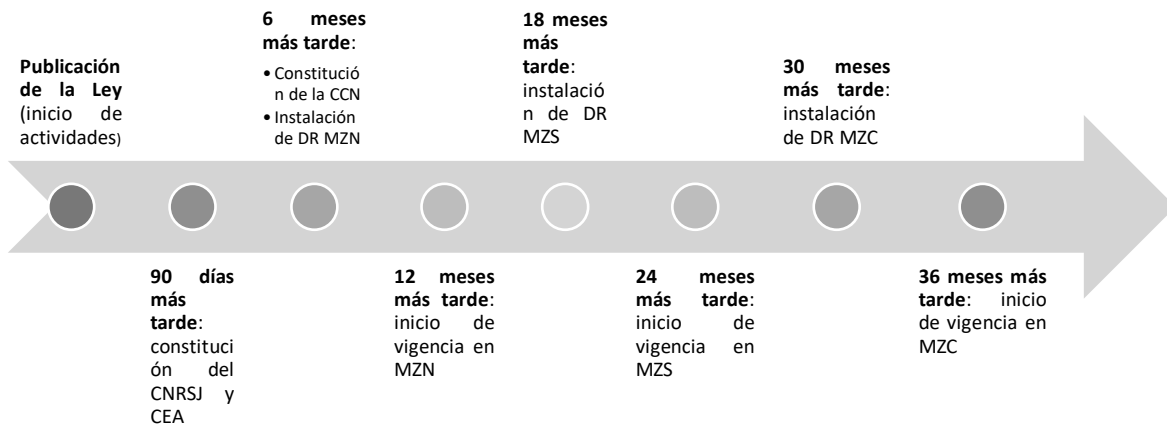 Publicación
de la Ley
(inicio de
actividades)
90 días
más
tarde:
constituci
ón del
CNRSJ y
CEA
6 meses
más tarde:
• Constitució
n de la CCN
• Instalación
de DR MZN
12 meses
más tarde:
inicio de
vigencia en
MZN
18 meses
más
tarde:
instalació
n de DR
MZS
24 meses
más tarde:
inicio de
vigencia en
MZS
30 meses
más tarde:
instalación
de DR MZC
36 meses más
tarde: inicio
de vigencia en
MZC